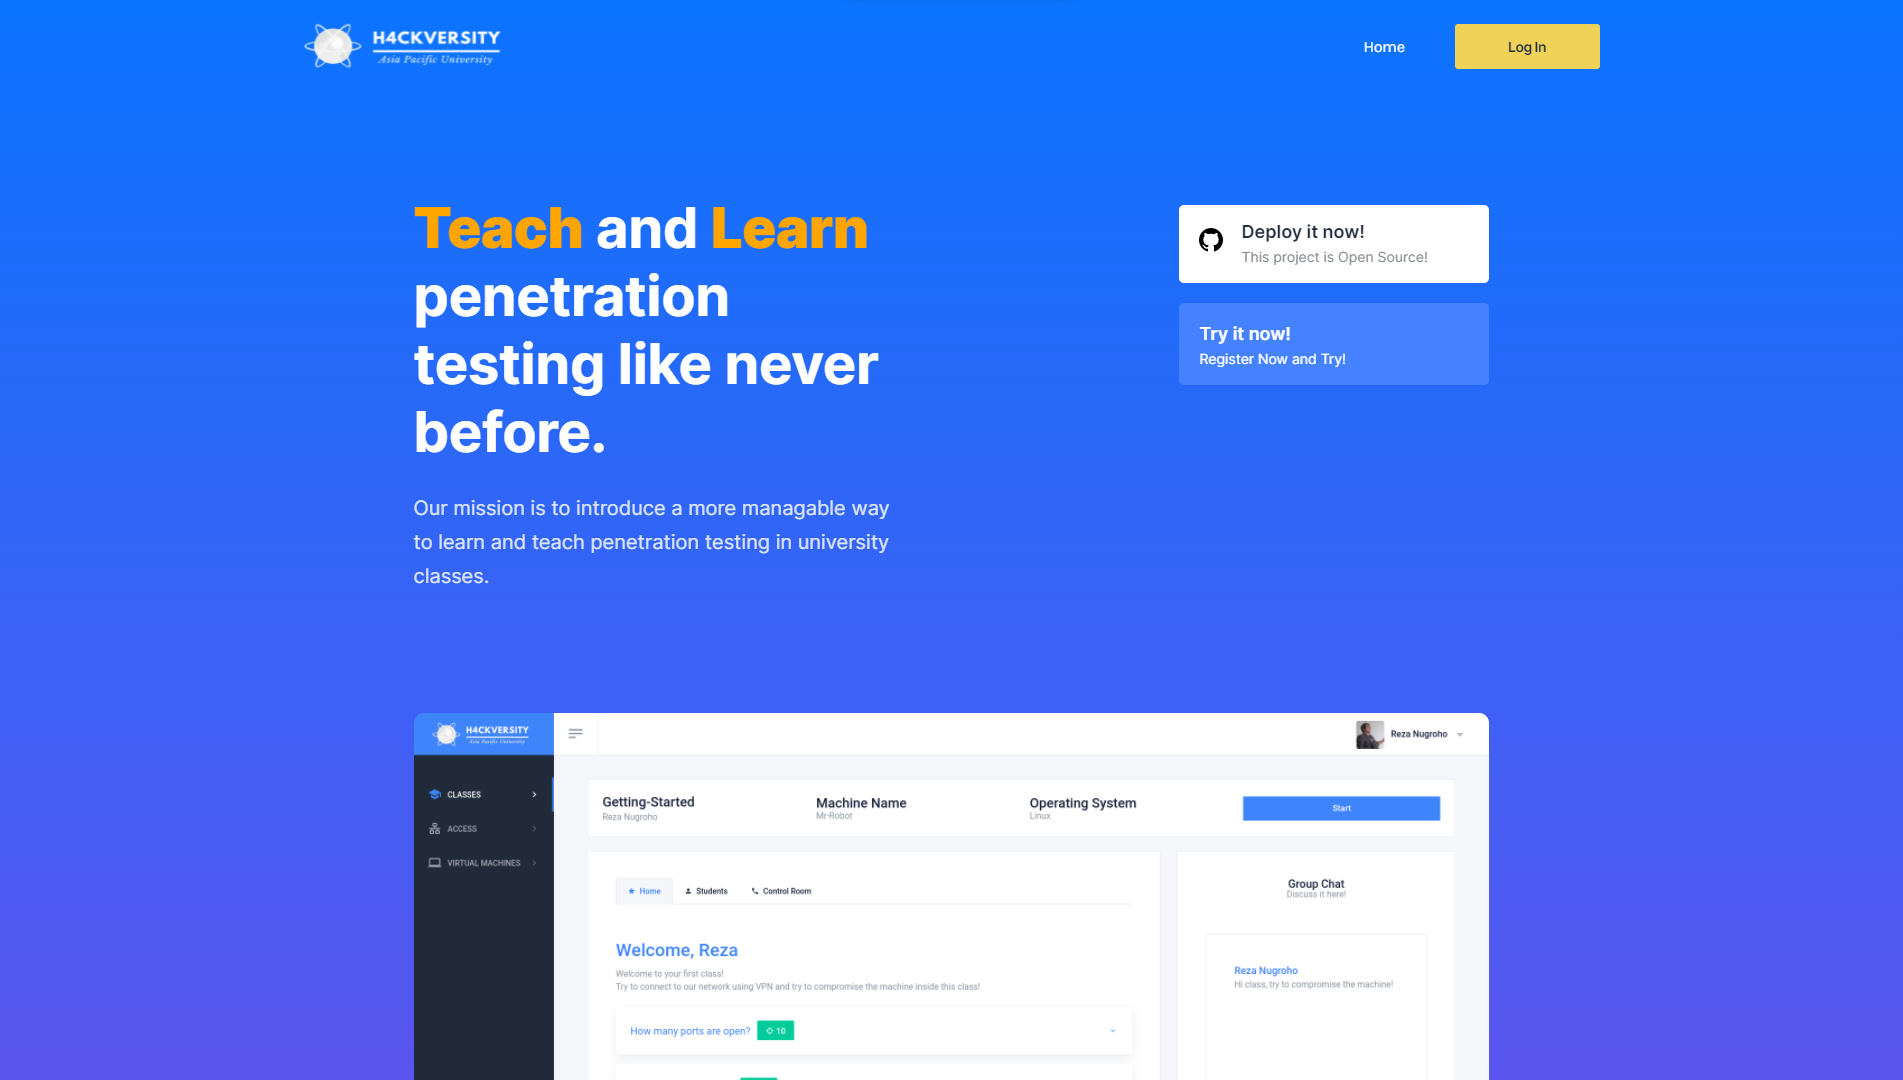 H4CKVERSITY
Asia Pacific University
Home
Log In
Teach and Learn
penetration
testing like never
before.
Our mission is to introduce a more managable way
to learn and teach penetration testing in university
classes.
Deploy it now!
This project is Open Source!
Try it now!
Register Now and Try!
H4CKVERSITY
Asia Pacific University
Reza Nugroho
CLASSES
ACCESS
VIRTUAL MACHINES
Getting-Started
Reza Nugroho
Machine Name
Mr-Robot
Operating System
Linux
Start
Home
Students
Control Room
Welcome, Reza
Welcome to your first class!
Try to connect to our network using VPN and try to compromise the machine inside this class!
How many ports are open?
10
Group Chat
Discuss it here!
Reza Nugroho
Hi class, try to compromise the machine!